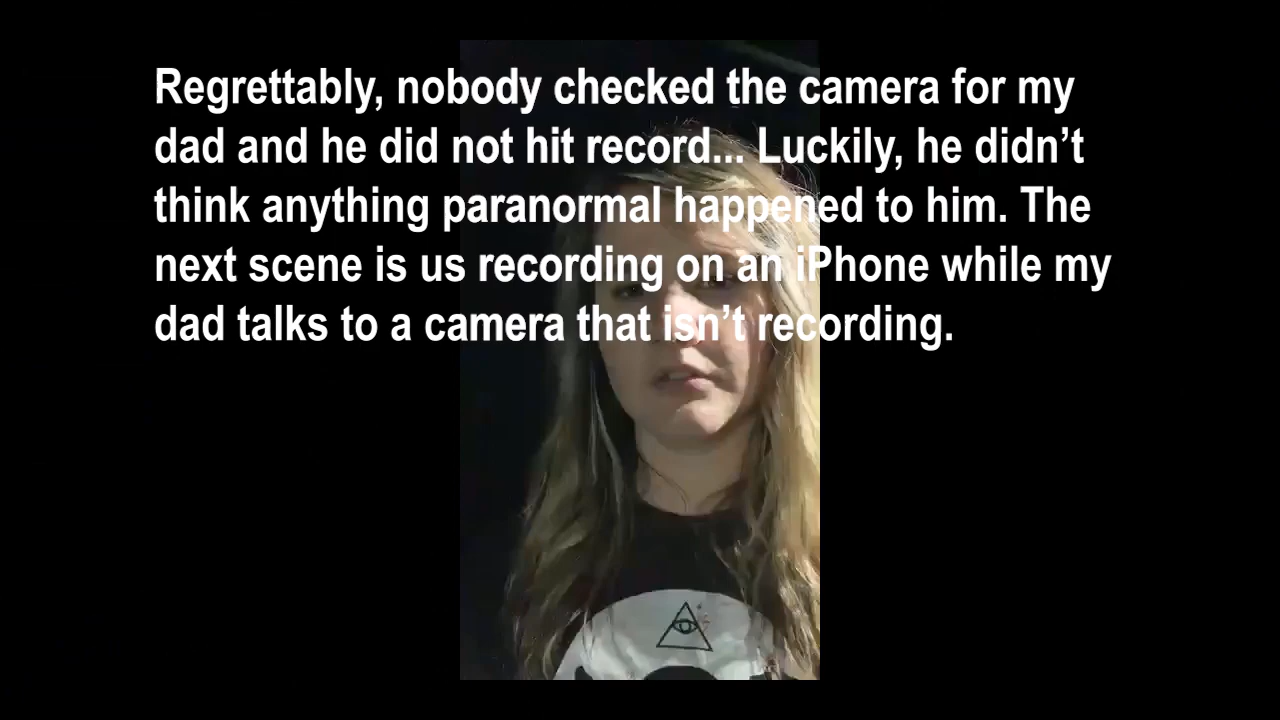 Regrettably, nobody checked the camera for my
dad and he did not hit record... Luckily, he didn’t
think anything paranormal happened to him. The
next scene is us recording on an iPhone while my
dad talks to a camera that isn’t recording.